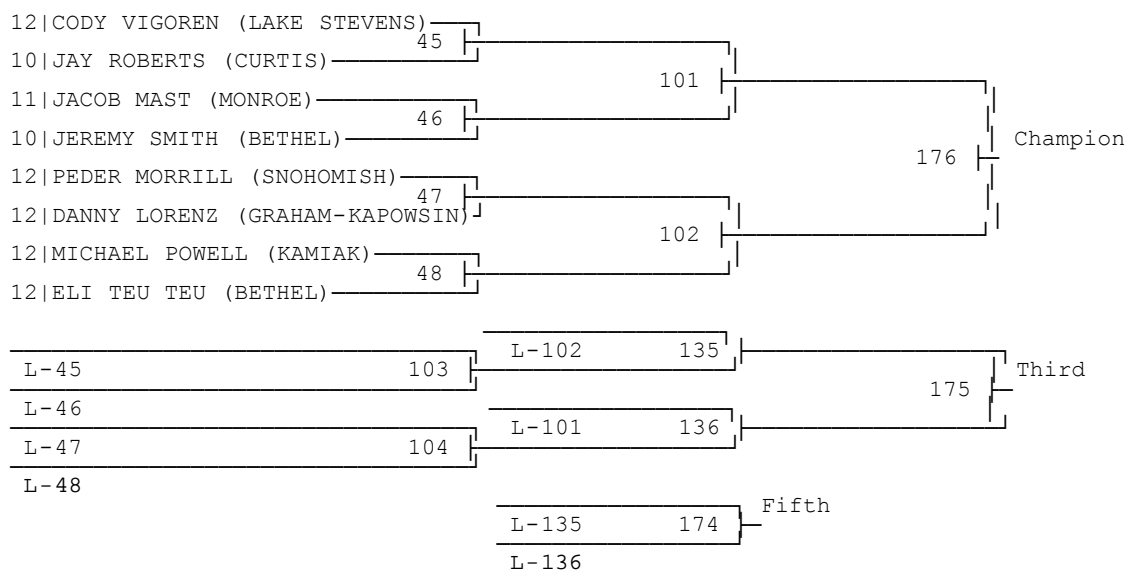 12|CODY VIGOREN (LAKE STEVENS)
45
10|JAY ROBERTS (CURTIS)
101
11|JACOB MAST (MONROE)
46
10|JEREMY SMITH (BETHEL)
Champion
176
12|PEDER MORRILL (SNOHOMISH)
47
12|DANNY LORENZ (GRAHAM-KAPOWSIN)
102
12|MICHAEL POWELL (KAMIAK)
48
12|ELI TEU TEU (BETHEL)
L-102 135
L-45 103 Third
175
L-46
L-101 136
L-47 104
L-48
Fifth
L-135 174
L-136